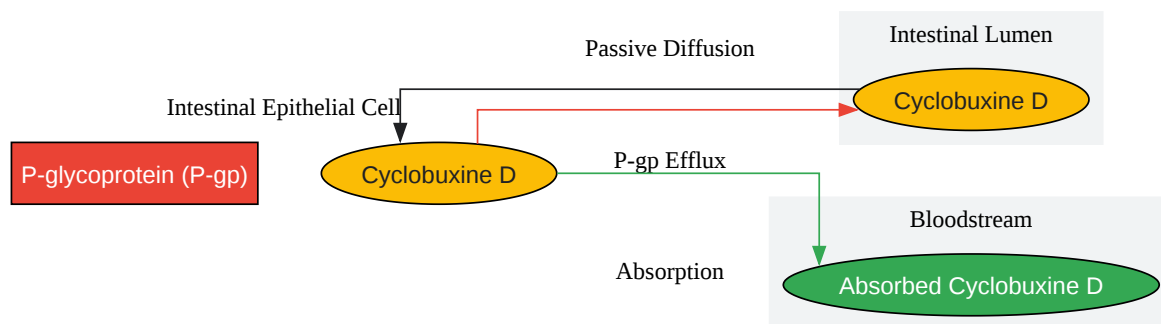 Intestinal Lumen
Passive Diffusion
Cyclobuxine D
Intestinal Epithelial Cell
P-gp Efflux
P-glycoprotein (P-gp)
Cyclobuxine D
Bloodstream
Absorption
Absorbed Cyclobuxine D